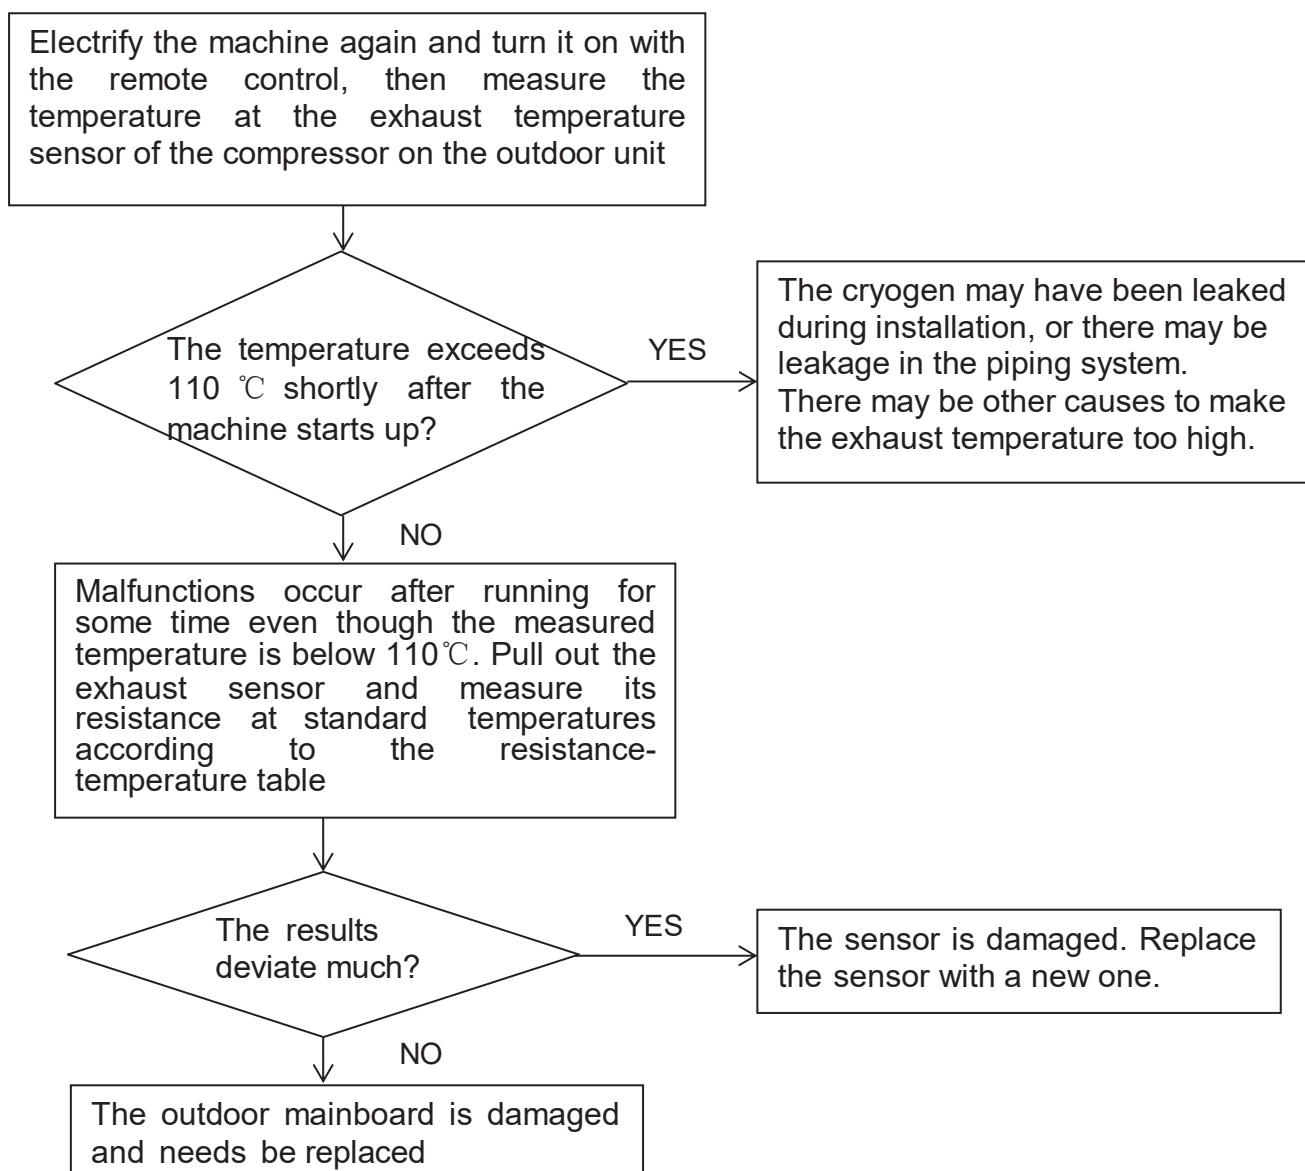 Electrify the machine again and turn it on with
the remote control, then measure the
temperature at the exhaust temperature
sensor of the compressor on the outdoor unit
The temperature exceeds
110 ℃ shortly after the
machine starts up?
YES
The cryogen may have been leaked
during installation, or there may be
leakage in the piping system.
There may be other causes to make
the exhaust temperature too high.
NO
Malfunctions occur after running for
some time even though the measured
temperature is below 110℃. Pull out the
exhaust sensor and measure its
resistance at standard temperatures
according to the resistance-
temperature table
The results
deviate much?
YES
The sensor is damaged. Replace
the sensor with a new one.
NO
The outdoor mainboard is damaged
and needs be replaced